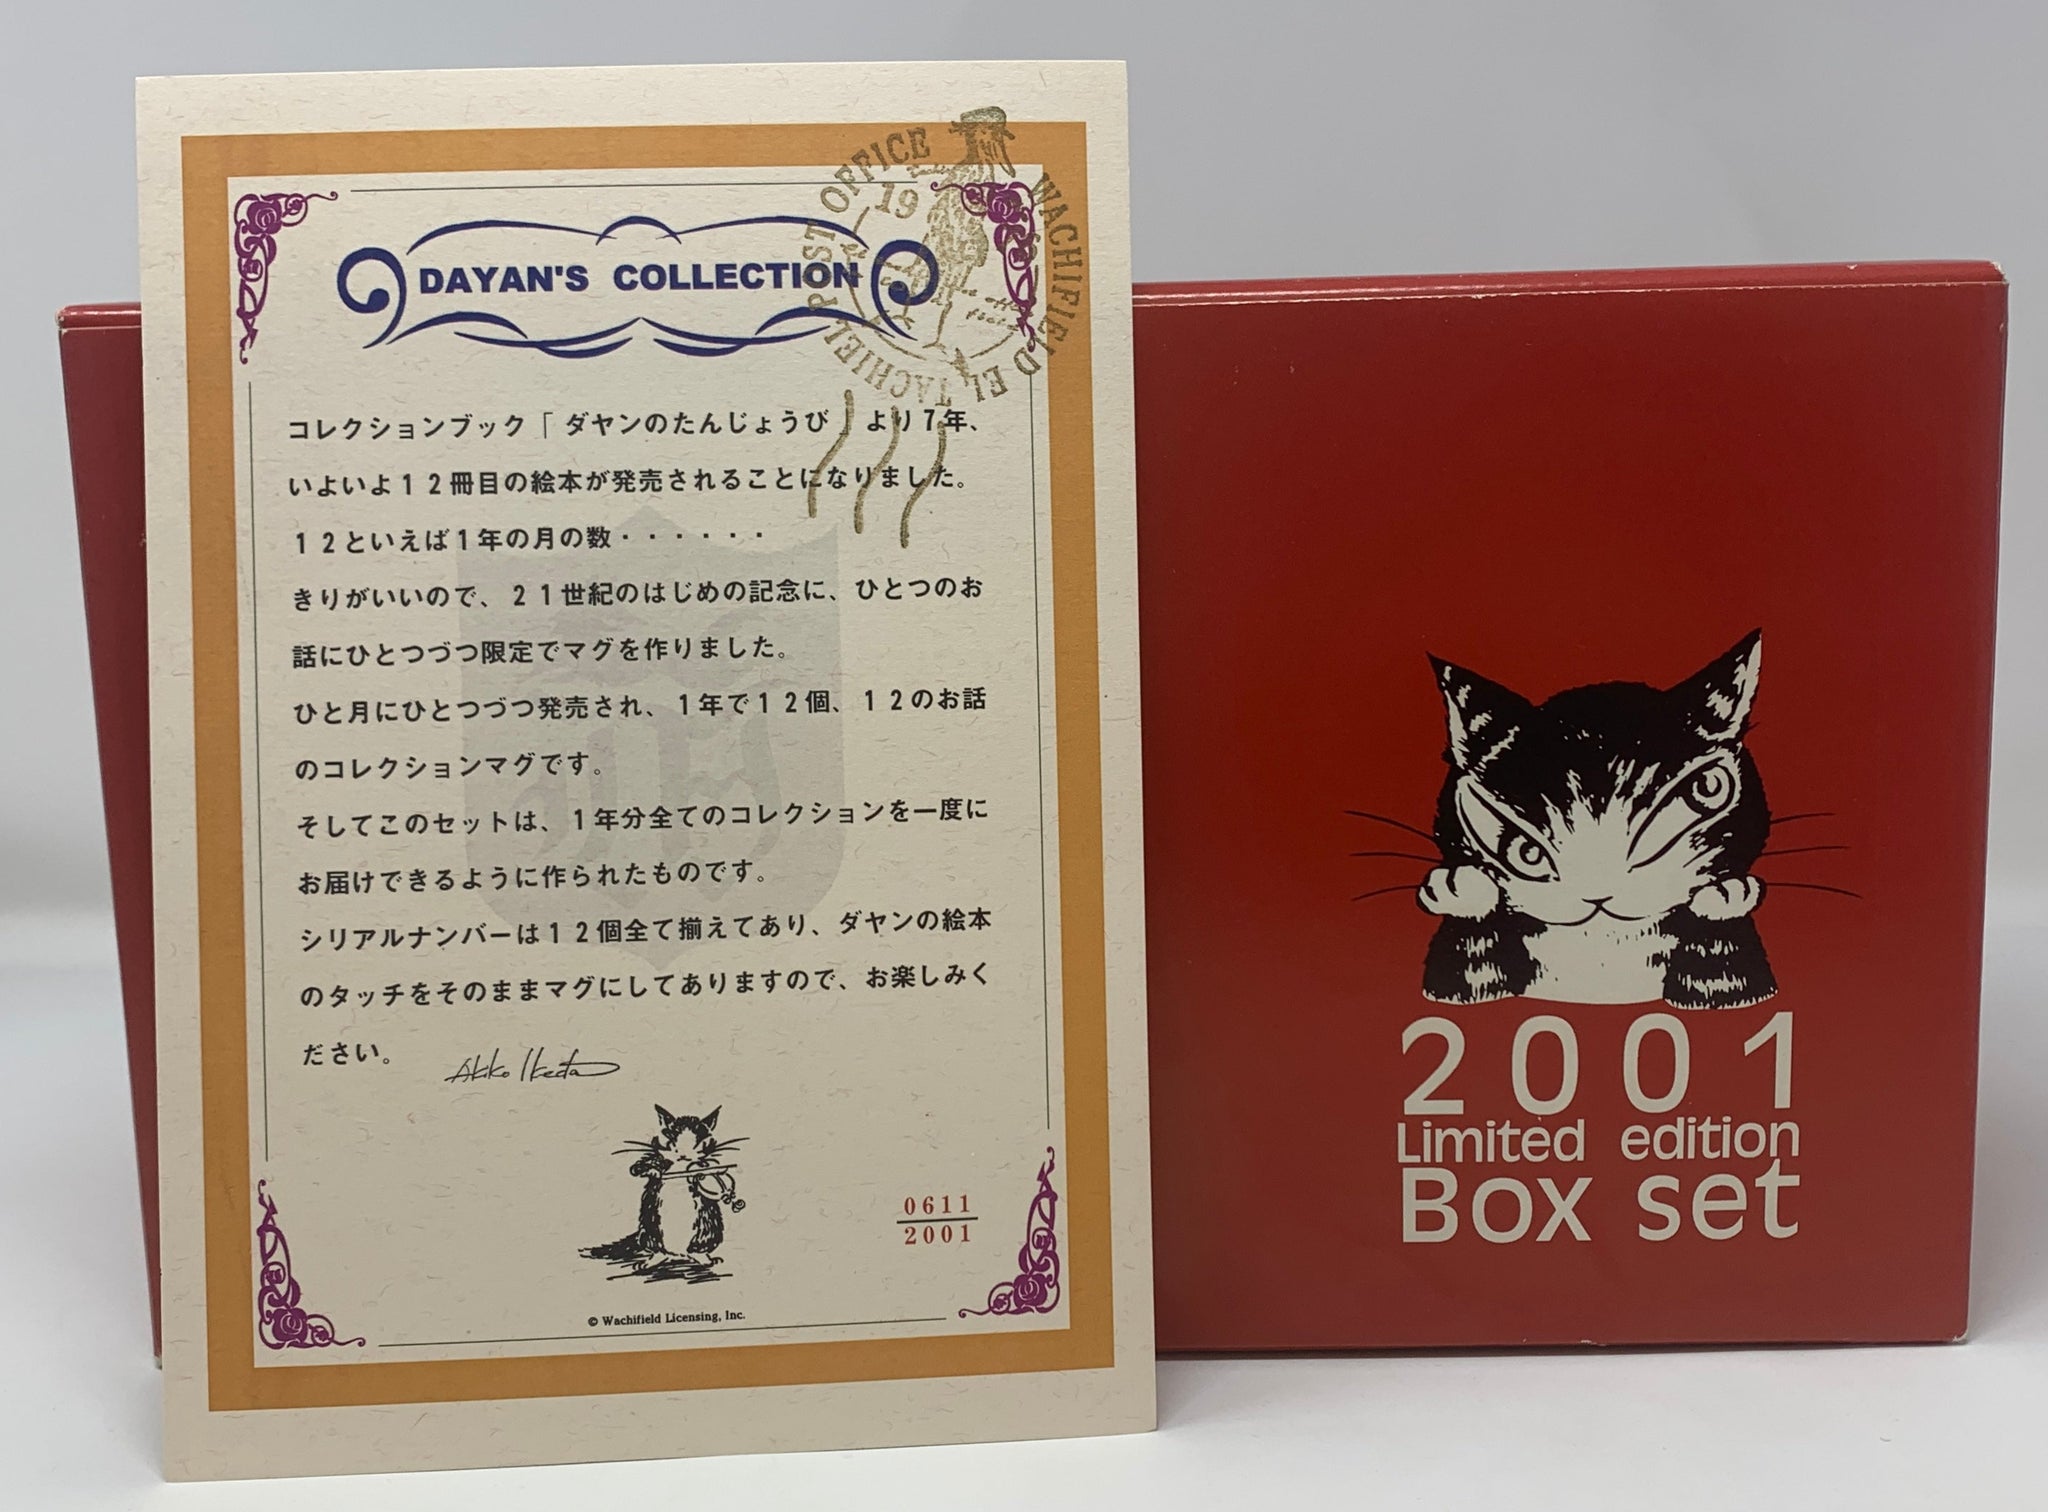 DAYAN'S COLLECTION
POST OFFICE
19
WACHIFIELD
コレクションブック「ダヤンのたんじょうび」より7年、
いよいよ12冊目の絵本が発売されることになりました。
12といえば1年の月の数・・・・・・
きりがいいので、21世紀のはじめの記念に、ひとつのお
話にひとつづつ限定でマグを作りました。
ひと月にひとつづつ発売され、1年で12個、12のお話
のコレクションマグです。
そしてこのセットは、1年分全てのコレクションを一度に
お届けできるように作られたものです。
シリアルナンバーは12個全て揃えてあり、ダヤンの絵本
のタッチをそのままマグにしてありますので、お楽しみく
ださい。
Akiko Ikeda
0611
2001
© Wachifield Licensing, Inc.
2001
Limited edition
Box set